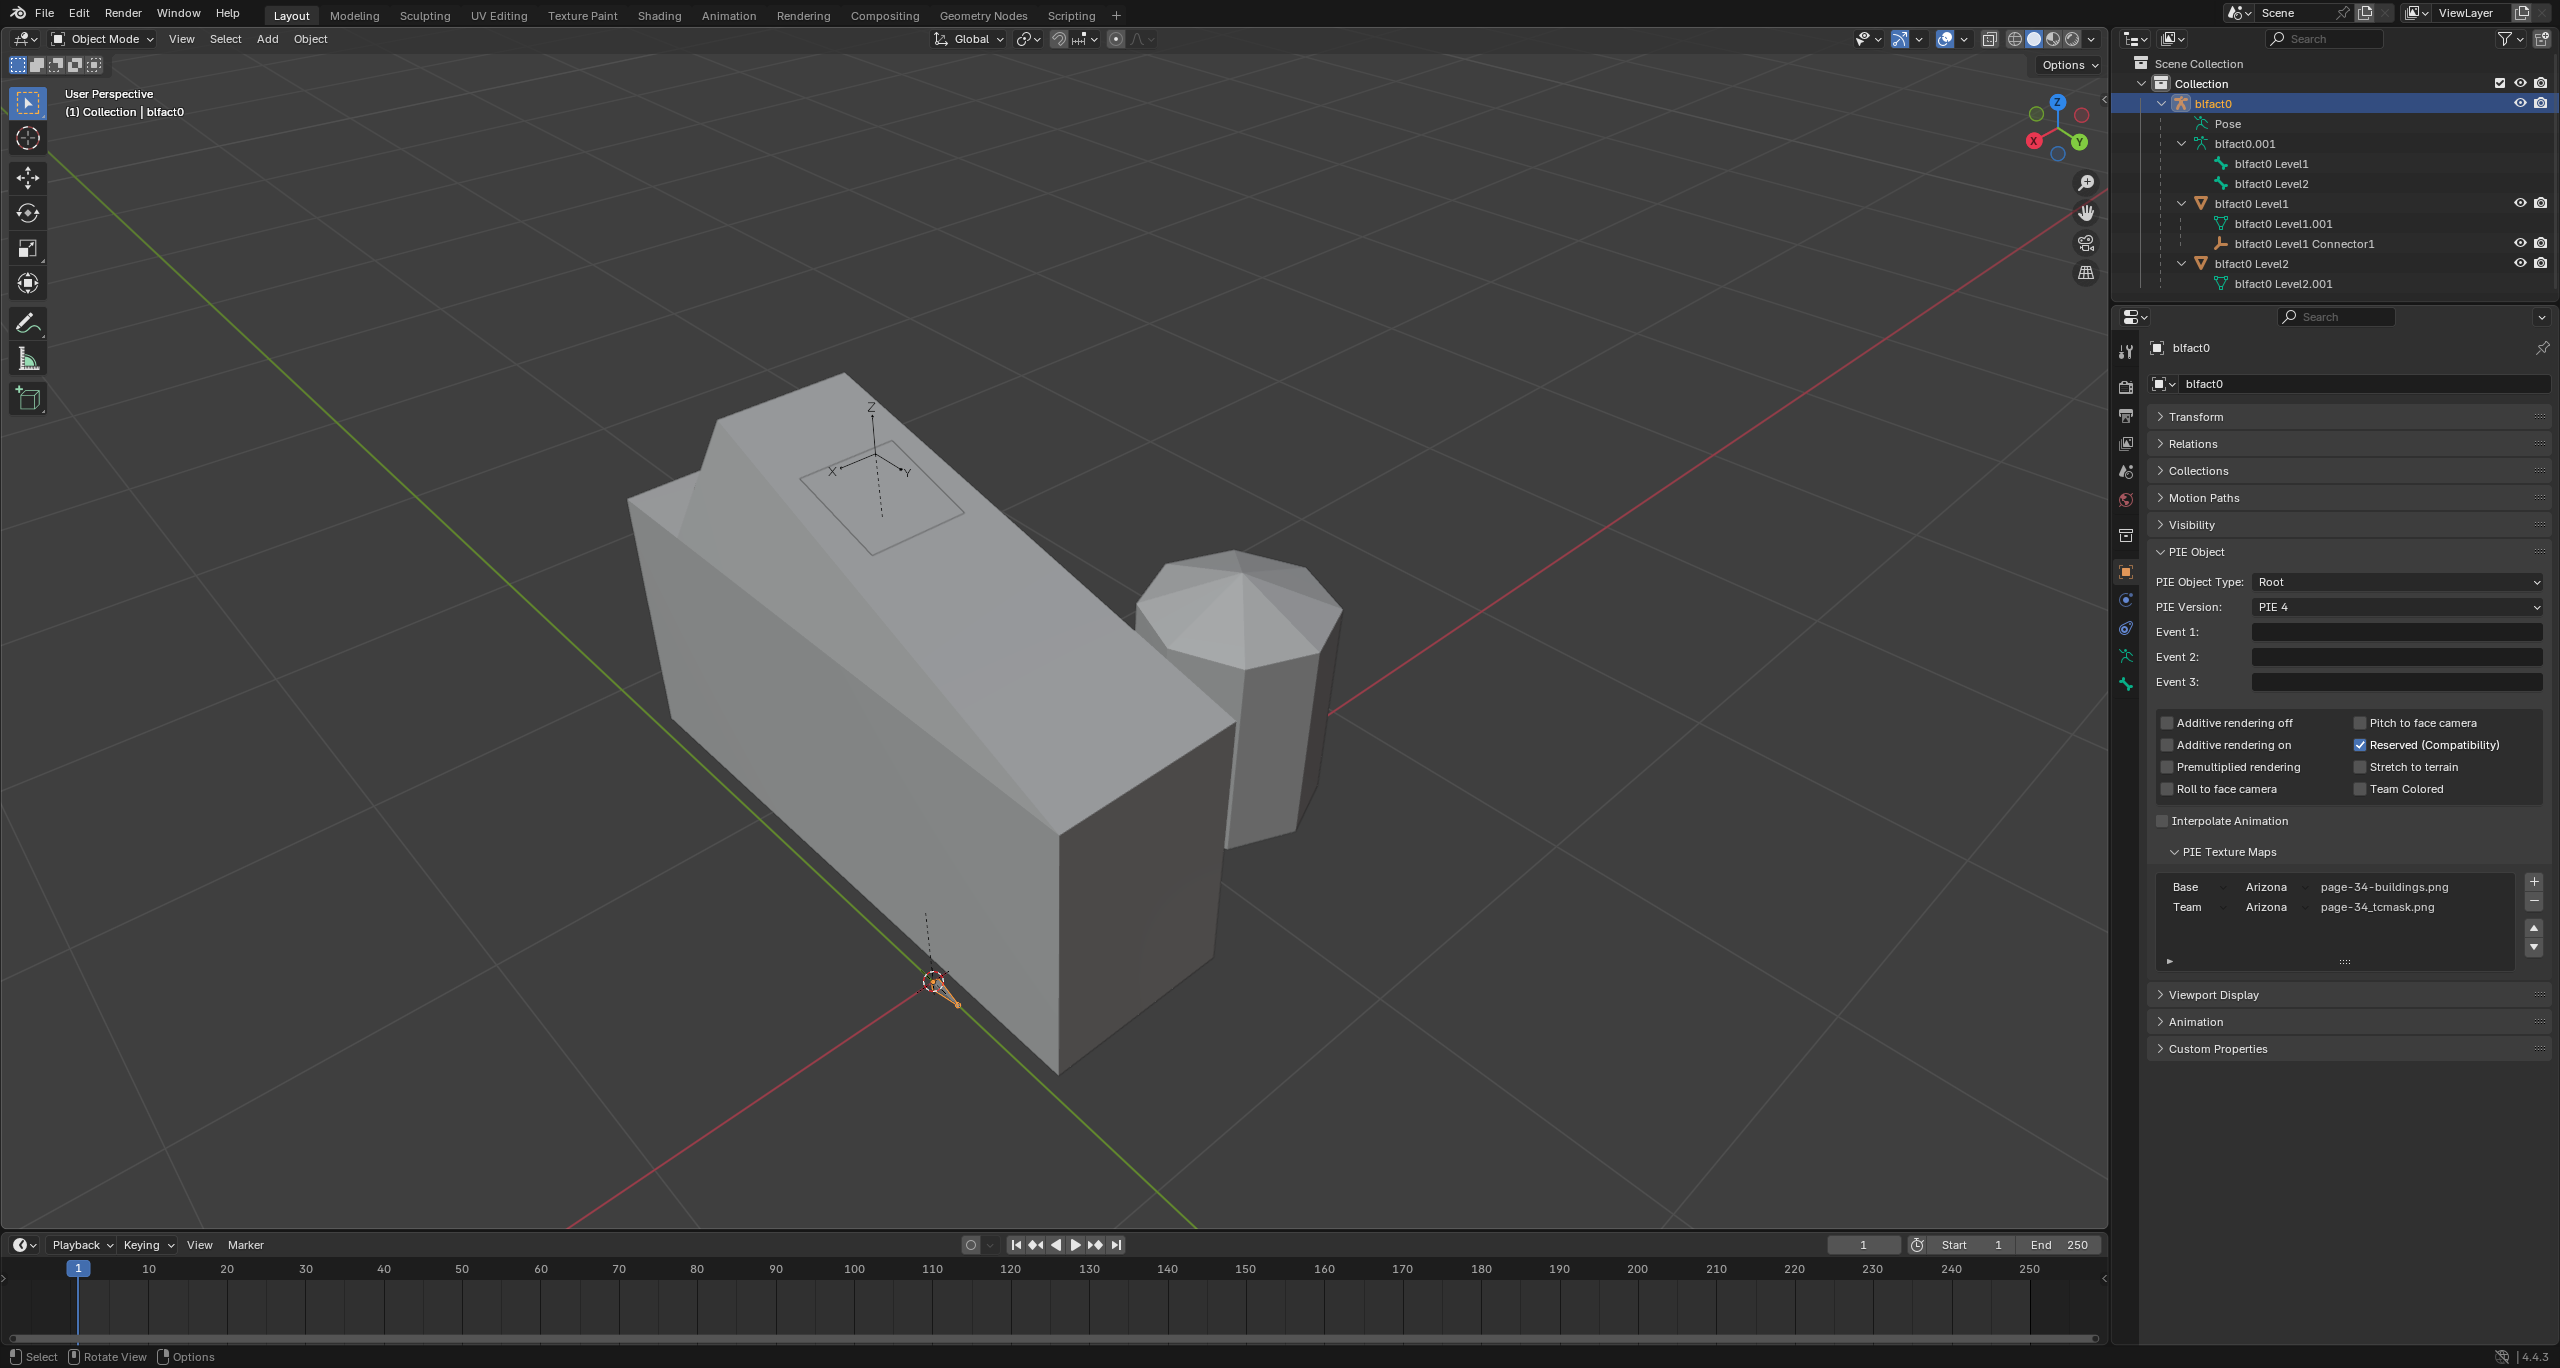 File Edit Render Window Help Layout Modeling Sculpting UV Editing Texture Paint Shading Animation Rendering Compositing Geometry Nodes Scripting + Scene ViewLayer
Object Mode View Select Add Object Global Search
Options
User Perspective
(1) Collection | blfact0
Z
X
Y
Z
X
Y
Scene Collection
Collection
blfact0
Pose
blfact0.001
blfact0 Level1
blfact0 Level2
blfact0 Level1
blfact0 Level1.001
blfact0 Level1 Connector1
blfact0 Level2
blfact0 Level2.001
Search
blfact0
blfact0
Transform
Relations
Collections
Motion Paths
Visibility
PIE Object
PIE Object Type: Root
PIE Version: PIE 4
Event 1:
Event 2:
Event 3:
Additive rendering off Pitch to face camera
Additive rendering on Reserved (Compatibility)
Premultiplied rendering Stretch to terrain
Roll to face camera Team Colored
Interpolate Animation
PIE Texture Maps
Base Arizona page-34-buildings.png
Team Arizona page-34_tcmask.png
Viewport Display
Animation
Custom Properties
Playback Keying View Marker 1 Start 1 End 250
1 10 20 30 40 50 60 70 80 90 100 110 120 130 140 150 160 170 180 190 200 210 220 230 240 250
Select Rotate View Options 4.4.3